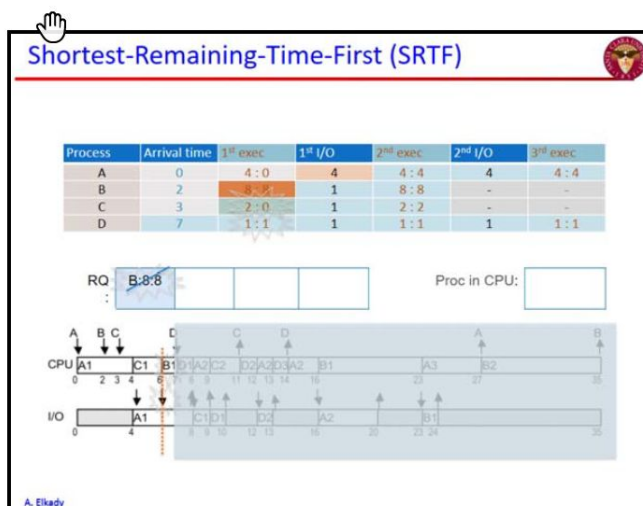 Shortest-Remaining-Time-First (SRTF)
Process Arrival time 1st exec 1st I/O 2nd exec 2nd I/O 3rd exec
A 0 4 : 0 4 4 : 4 4 4 : 4
B 2 8 : 8 1 8 : 8 - -
C 3 2 : 0 1 2 : 2 - -
D 7 1 : 1 1 1 : 1 1 1 : 1
RQ : B:8:8 Proc in CPU:
A B C D C D A B
CPU A1 C1 B1 D1 A2 C2 D2 A2 D3 A2 B1 A3 B2
0 2 3 4 6 7 8 9 11 12 13 14 16 23 27 35
I/O A1 C1 D1 D2 A2 B1
0 4 8 9 10 12 13 16 20 23 24 35
A. Elkady